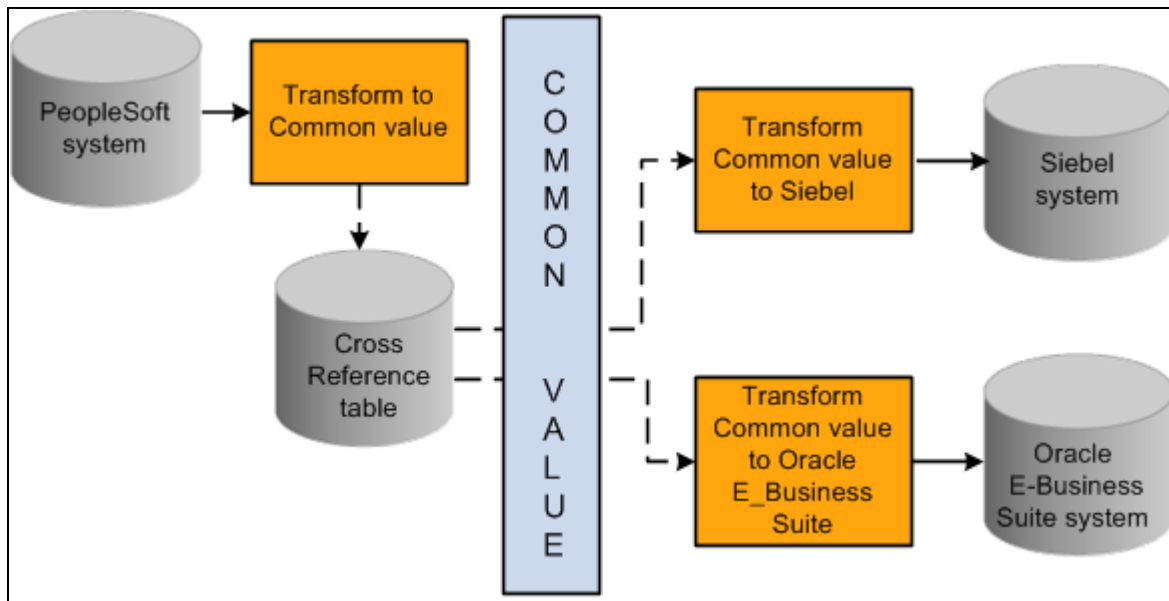 PeopleSoft
system
Transform to
Common value
Cross
Reference
table
C
O
M
M
O
N
V
A
L
U
E
Transform
Common value
to Siebel
Siebel
system
Transform
Common value
to Oracle
E_Business
Suite
Oracle
E-Business
Suite system